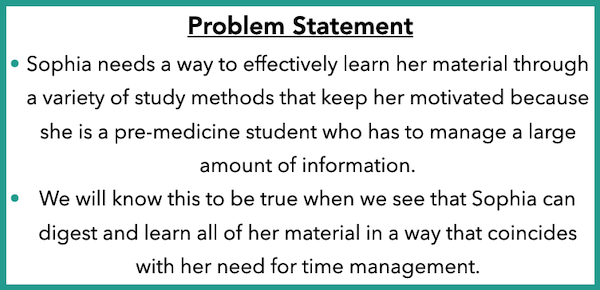 Problem Statement
• Sophia needs a way to effectively learn her material through
a variety of study methods that keep her motivated because
she is a pre-medicine student who has to manage a large
amount of information.
• We will know this to be true when we see that Sophia can
digest and learn all of her material in a way that coincides
with her need for time management.